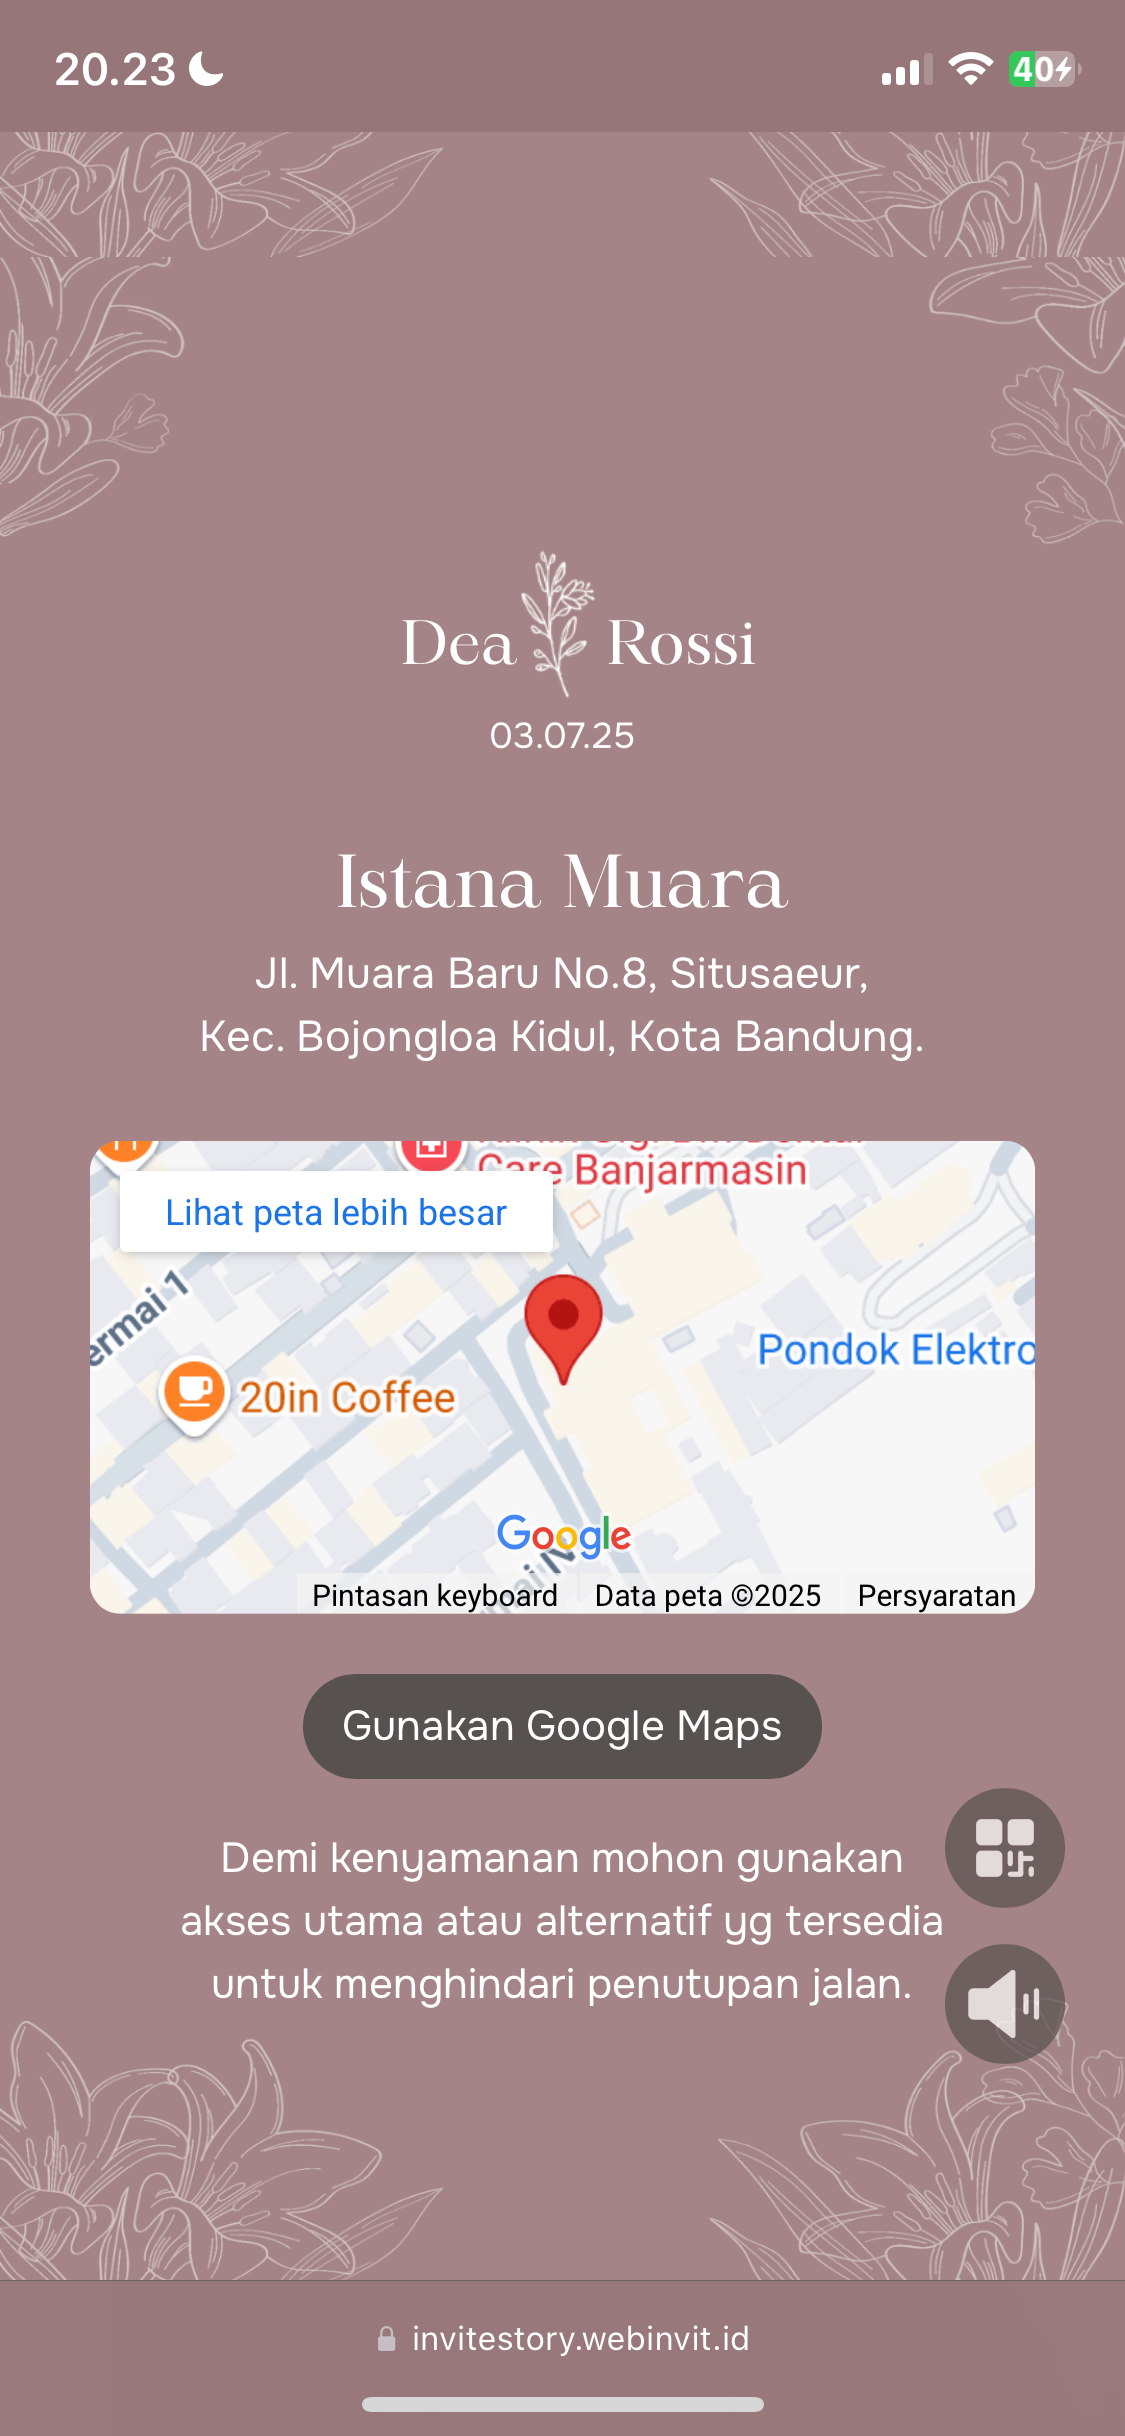 20.23
40
Dea Rossi
03.07.25
Istana Muara
Jl. Muara Baru No.8, Situsaeur,
Kec. Bojongloa Kidul, Kota Bandung.
Care Banjarmasin
Lihat peta lebih besar
ermai 1
Pondok Elektro
20in Coffee
Google
Pintasan keyboard Data peta ©2025 Persyaratan
Gunakan Google Maps
Demi kenyamanan mohon gunakan
akses utama atau alternatif yg tersedia
untuk menghindari penutupan jalan.
invitestory.webinvit.id